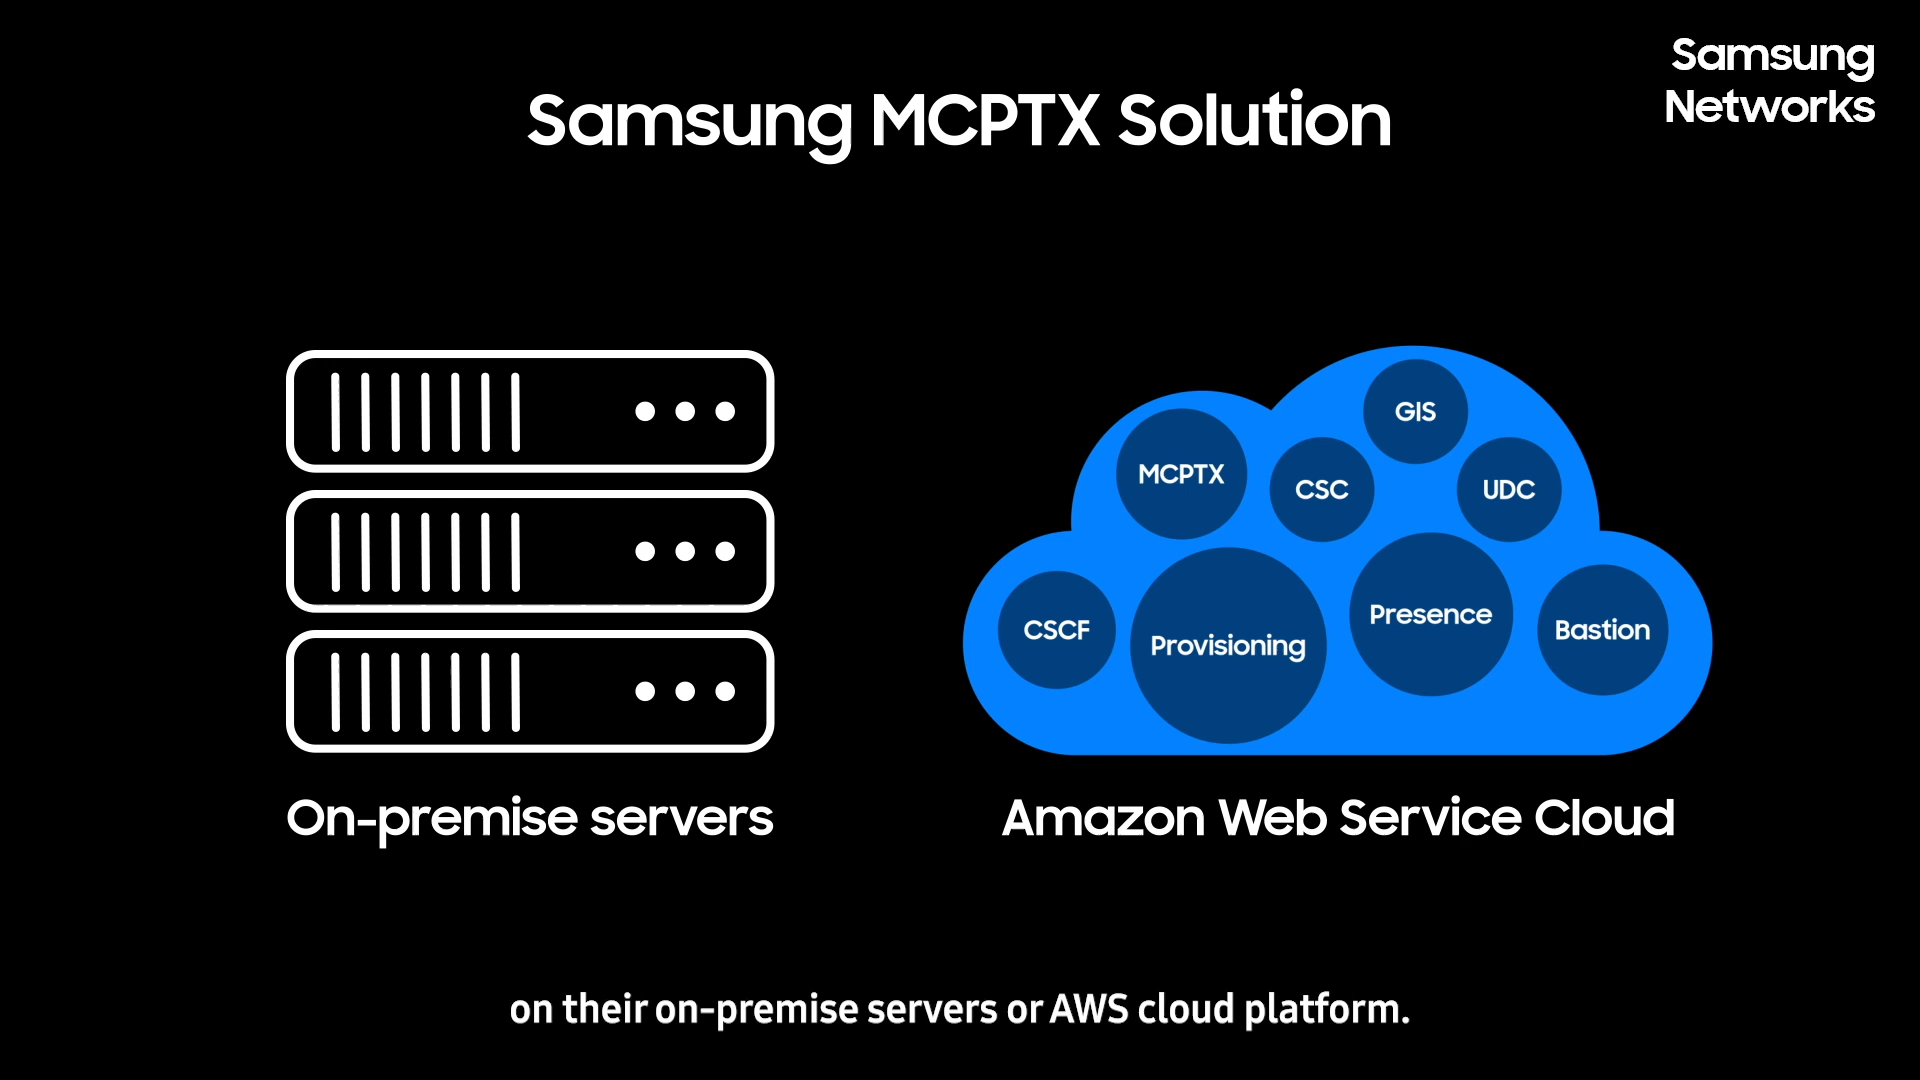 Samsung
Networks
Samsung MCPTX Solution
GIS
MCPTX
CSC
UDC
CSCF
Provisioning
Presence
Bastion
On-premise servers
Amazon Web Service Cloud
on their on-premise servers or AWS cloud platform.